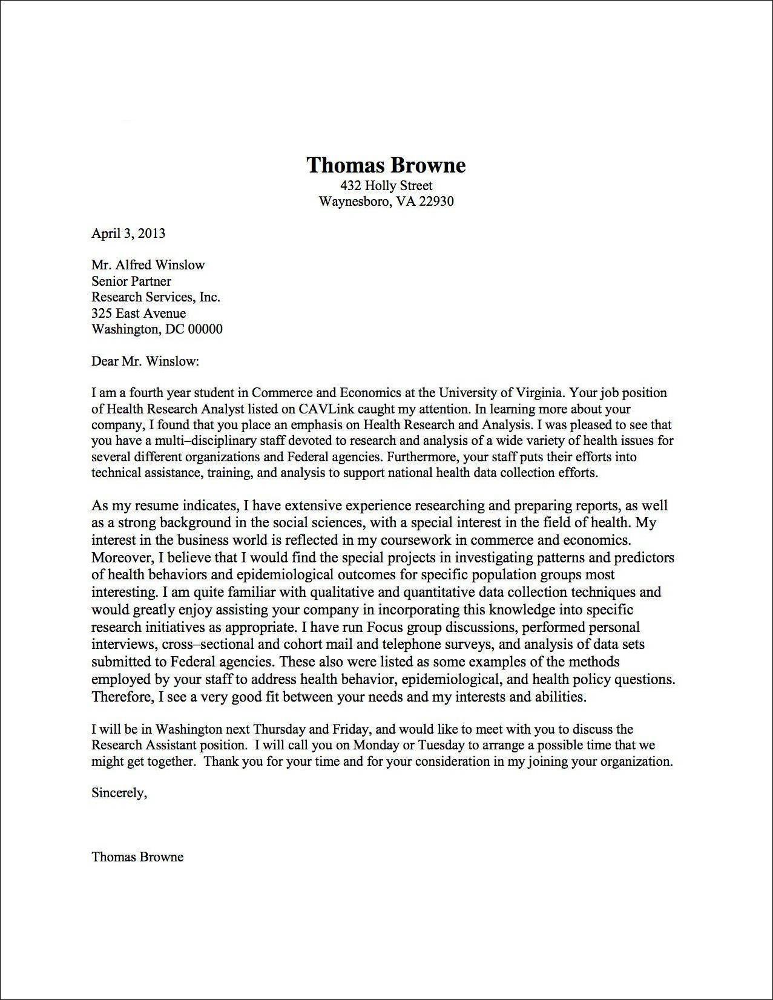 Thomas Browne
432 Holly Street
Waynesboro, VA 22930
April 3, 2013
Mr. Alfred Winslow
Senior Partner
Research Services, Inc.
325 East Avenue
Washington, DC 00000
Dear Mr. Winslow:
I am a fourth year student in Commerce and Economics at the University of Virginia. Your job position
of Health Research Analyst listed on CAVLink caught my attention. In learning more about your
company, I found that you place an emphasis on Health Research and Analysis. I was pleased to see that
you have a multi–disciplinary staff devoted to research and analysis of a wide variety of health issues for
several different organizations and Federal agencies. Furthermore, your staff puts their efforts into
technical assistance, training, and analysis to support national health data collection efforts.
As my resume indicates, I have extensive experience researching and preparing reports, as well
as a strong background in the social sciences, with a special interest in the field of health. My
interest in the business world is reflected in my coursework in commerce and economics.
Moreover, I believe that I would find the special projects in investigating patterns and predictors
of health behaviors and epidemiological outcomes for specific population groups most
interesting. I am quite familiar with qualitative and quantitative data collection techniques and
would greatly enjoy assisting your company in incorporating this knowledge into specific
research initiatives as appropriate. I have run Focus group discussions, performed personal
interviews, cross–sectional and cohort mail and telephone surveys, and analysis of data sets
submitted to Federal agencies. These also were listed as some examples of the methods
employed by your staff to address health behavior, epidemiological, and health policy questions.
Therefore, I see a very good fit between your needs and my interests and abilities.
I will be in Washington next Thursday and Friday, and would like to meet with you to discuss the
Research Assistant position.  I will call you on Monday or Tuesday to arrange a possible time that we
might get together.  Thank you for your time and for your consideration in my joining your organization.
Sincerely,
Thomas Browne